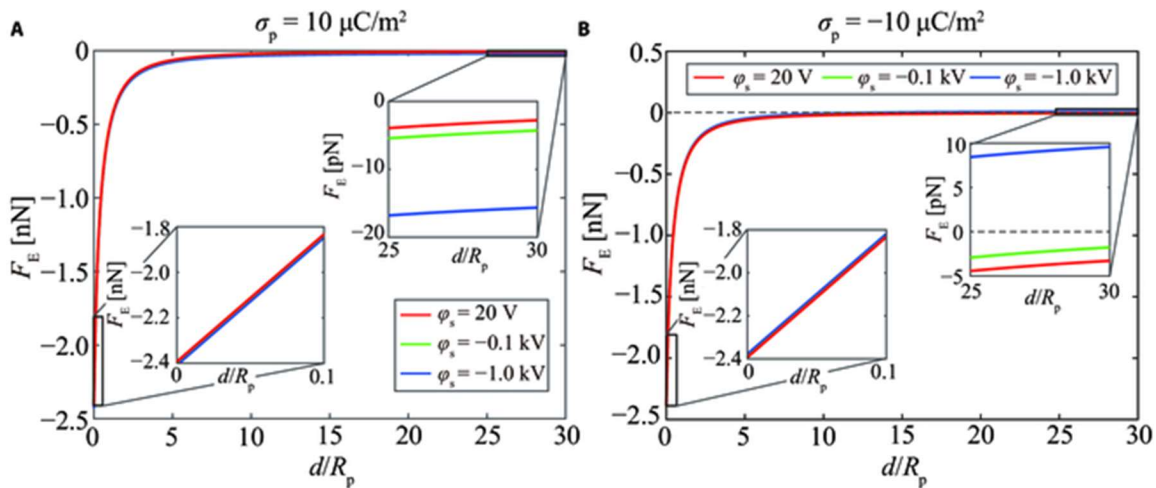 A
σp = 10 μC/m²
FE [nN]
0
−0.5
−1.0
−1.5
−2.0
−2.5
0
5
10
15
20
25
30
d/Rp
FE [pN]
0
−10
−20
25
30
d/Rp
FE [nN]
−1.8
−2.0
−2.2
−2.4
0
d/Rp
0.1
φs = 20 V
φs = −0.1 kV
φs = −1.0 kV
B
σp = −10 μC/m²
FE [nN]
0.5
0
−0.5
−1.0
−1.5
−2.0
−2.5
0
5
10
15
20
25
30
d/Rp
φs = 20 V φs = −0.1 kV φs = −1.0 kV
FE [pN]
10
5
0
−5
25
30
d/Rp
FE [nN]
−1.8
−2.0
−2.2
−2.4
0
d/Rp
0.1